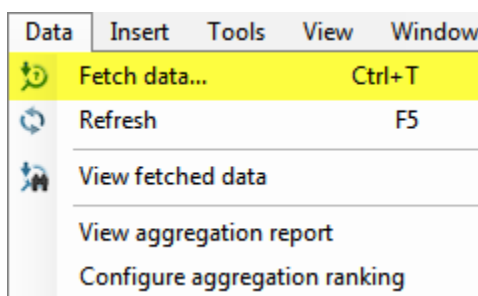 Data Insert Tools View Window
Fetch data... Ctrl+T
Refresh F5
View fetched data
View aggregation report
Configure aggregation ranking